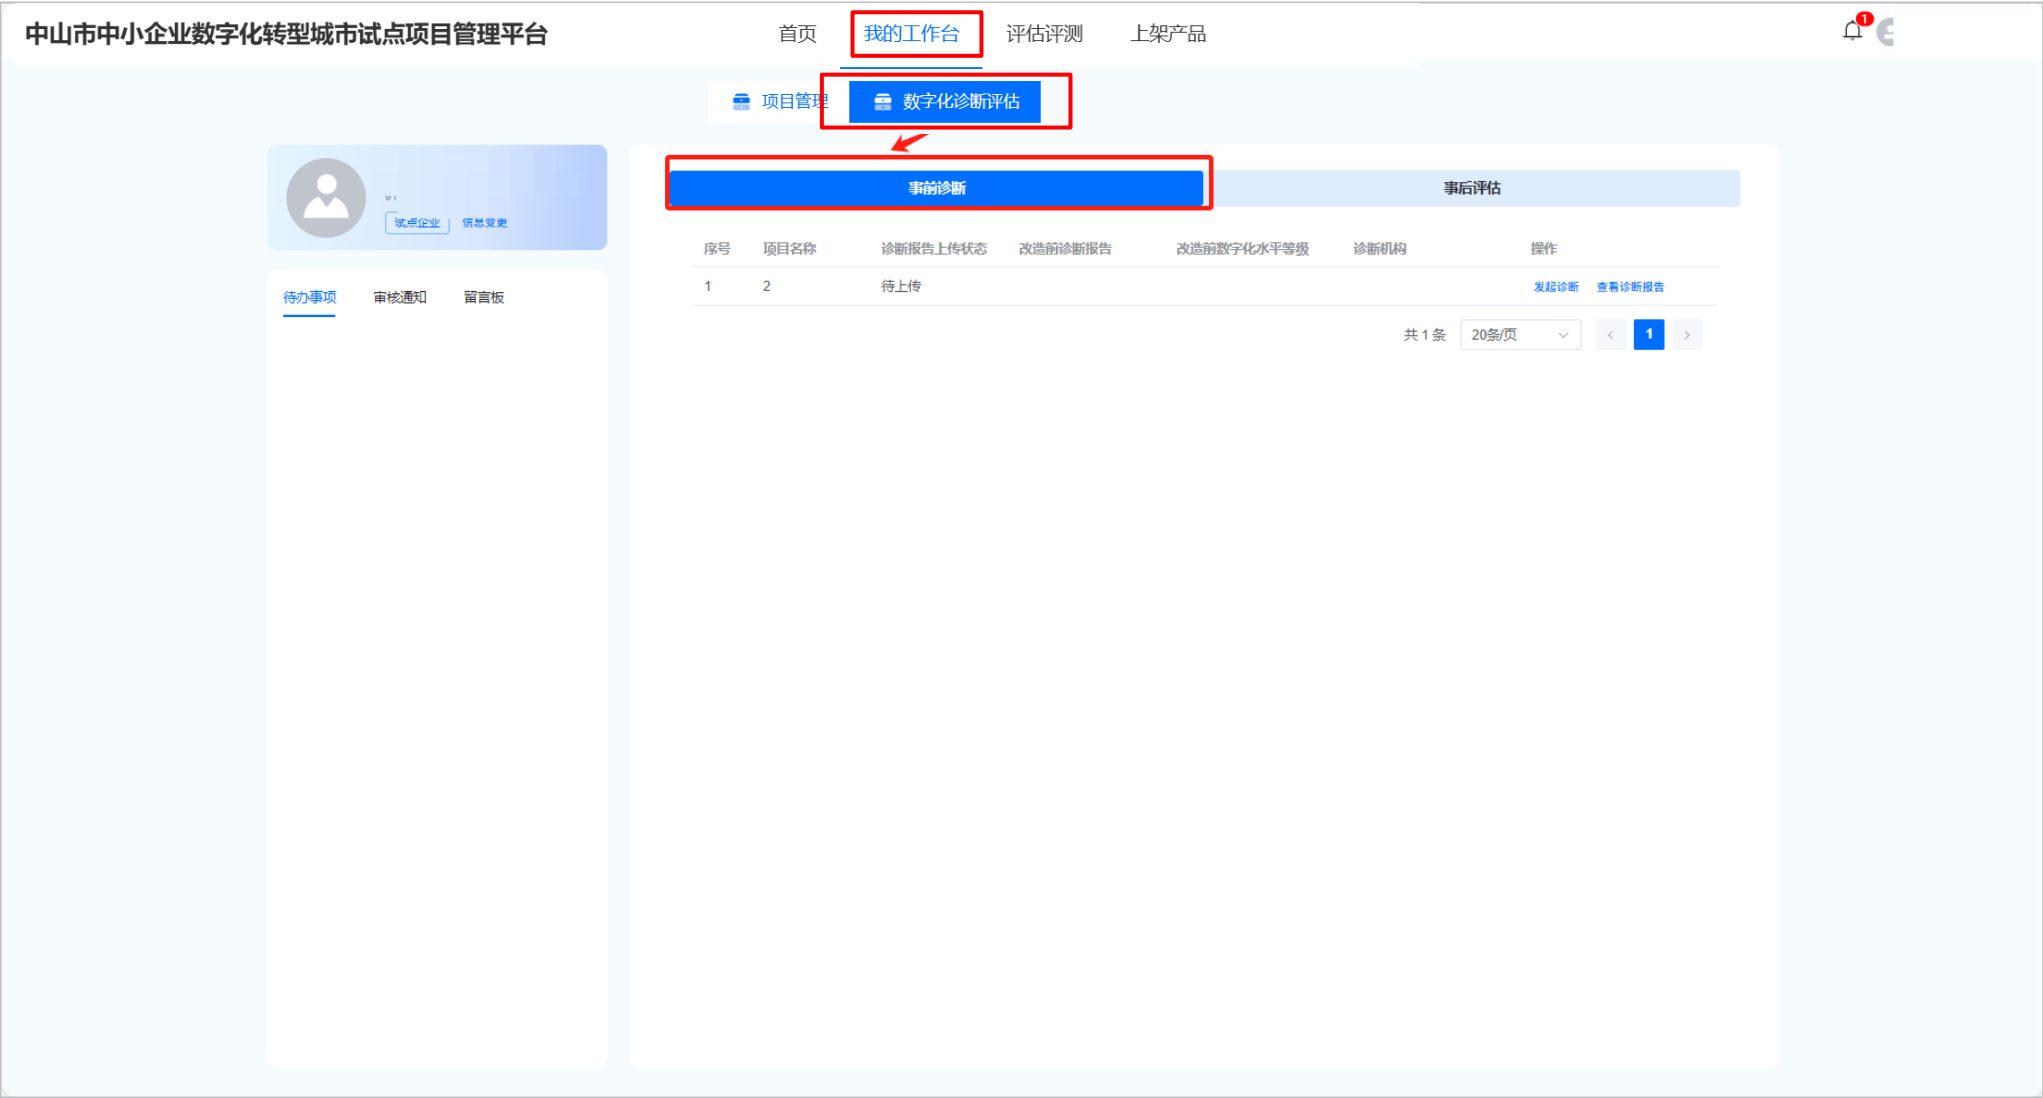 中山市中小企业数字化转型城市试点项目管理平台 首页 我的工作台 评估评测 上架产品 1
项目管理 数字化诊断评估
试点企业 信息变更
待办事项 审核通知 留言板
事前诊断 事后评估
序号 项目名称 诊断报告上传状态 改造前诊断报告 改造前数字化水平等级 诊断机构 操作
1 2 待上传 发起诊断 查看诊断报告
共 1 条 20条/页 < 1 >